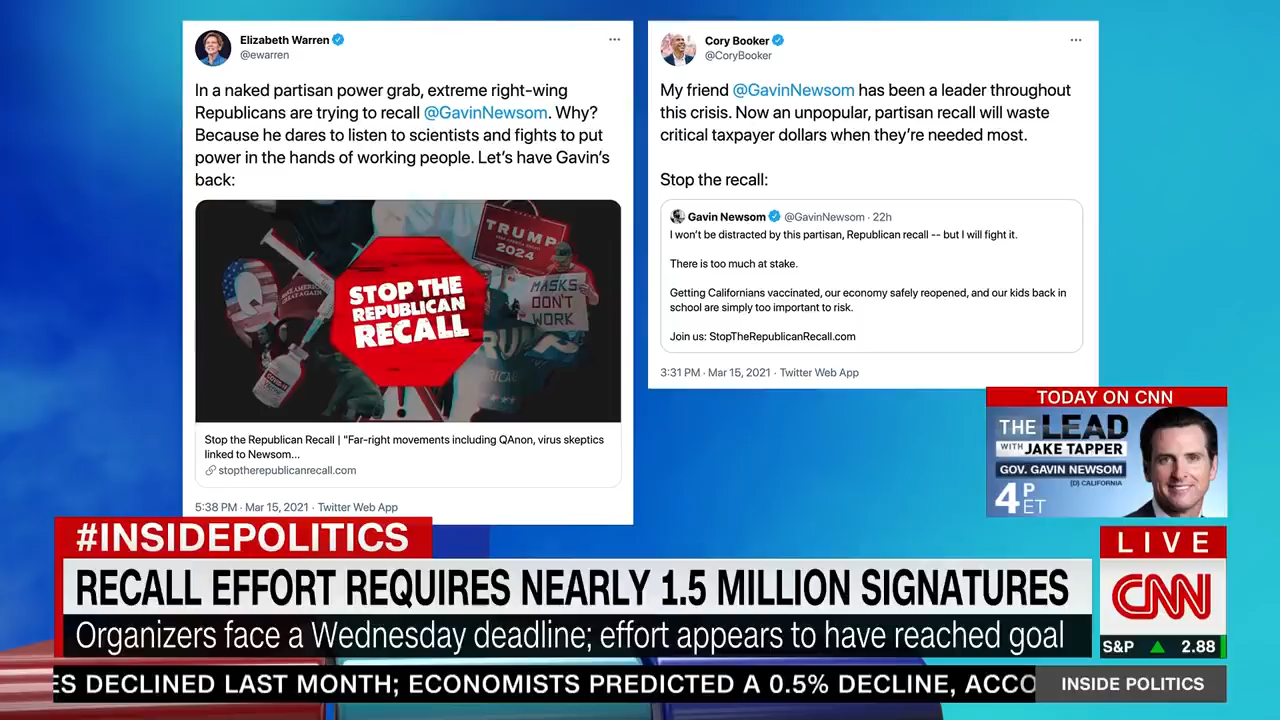 Elizabeth Warren
@ewarren
In a naked partisan power grab, extreme right-wing
Republicans are trying to recall @GavinNewsom. Why?
Because he dares to listen to scientists and fights to put
power in the hands of working people. Let's have Gavin's
back:
TRUMP
2024
MASKS
DON'T
WORK
STOP THE
REPUBLICAN
RECALL
Stop the Republican Recall | "Far-right movements including QAnon, virus skeptics
linked to Newsom...
stoptherepublicanrecall.com
5:38 PM · Mar 15, 2021 · Twitter Web App
Cory Booker
@CoryBooker
My friend @GavinNewsom has been a leader throughout
this crisis. Now an unpopular, partisan recall will waste
critical taxpayer dollars when they're needed most.
Stop the recall:
Gavin Newsom @GavinNewsom · 22h
I won't be distracted by this partisan, Republican recall -- but I will fight it.
There is too much at stake.
Getting Californians vaccinated, our economy safely reopened, and our kids back in
school are simply too important to risk.
Join us: StopTheRepublicanRecall.com
3:31 PM · Mar 15, 2021 · Twitter Web App
TODAY ON CNN
THE LEAD
WITH JAKE TAPPER
GOV. GAVIN NEWSOM
(D) CALIFORNIA
4 P ET
#INSIDEPOLITICS
RECALL EFFORT REQUIRES NEARLY 1.5 MILLION SIGNATURES
Organizers face a Wednesday deadline; effort appears to have reached goal
LIVE
CNN
S&P 2.88
ES DECLINED LAST MONTH; ECONOMISTS PREDICTED A 0.5% DECLINE, ACCO
INSIDE POLITICS